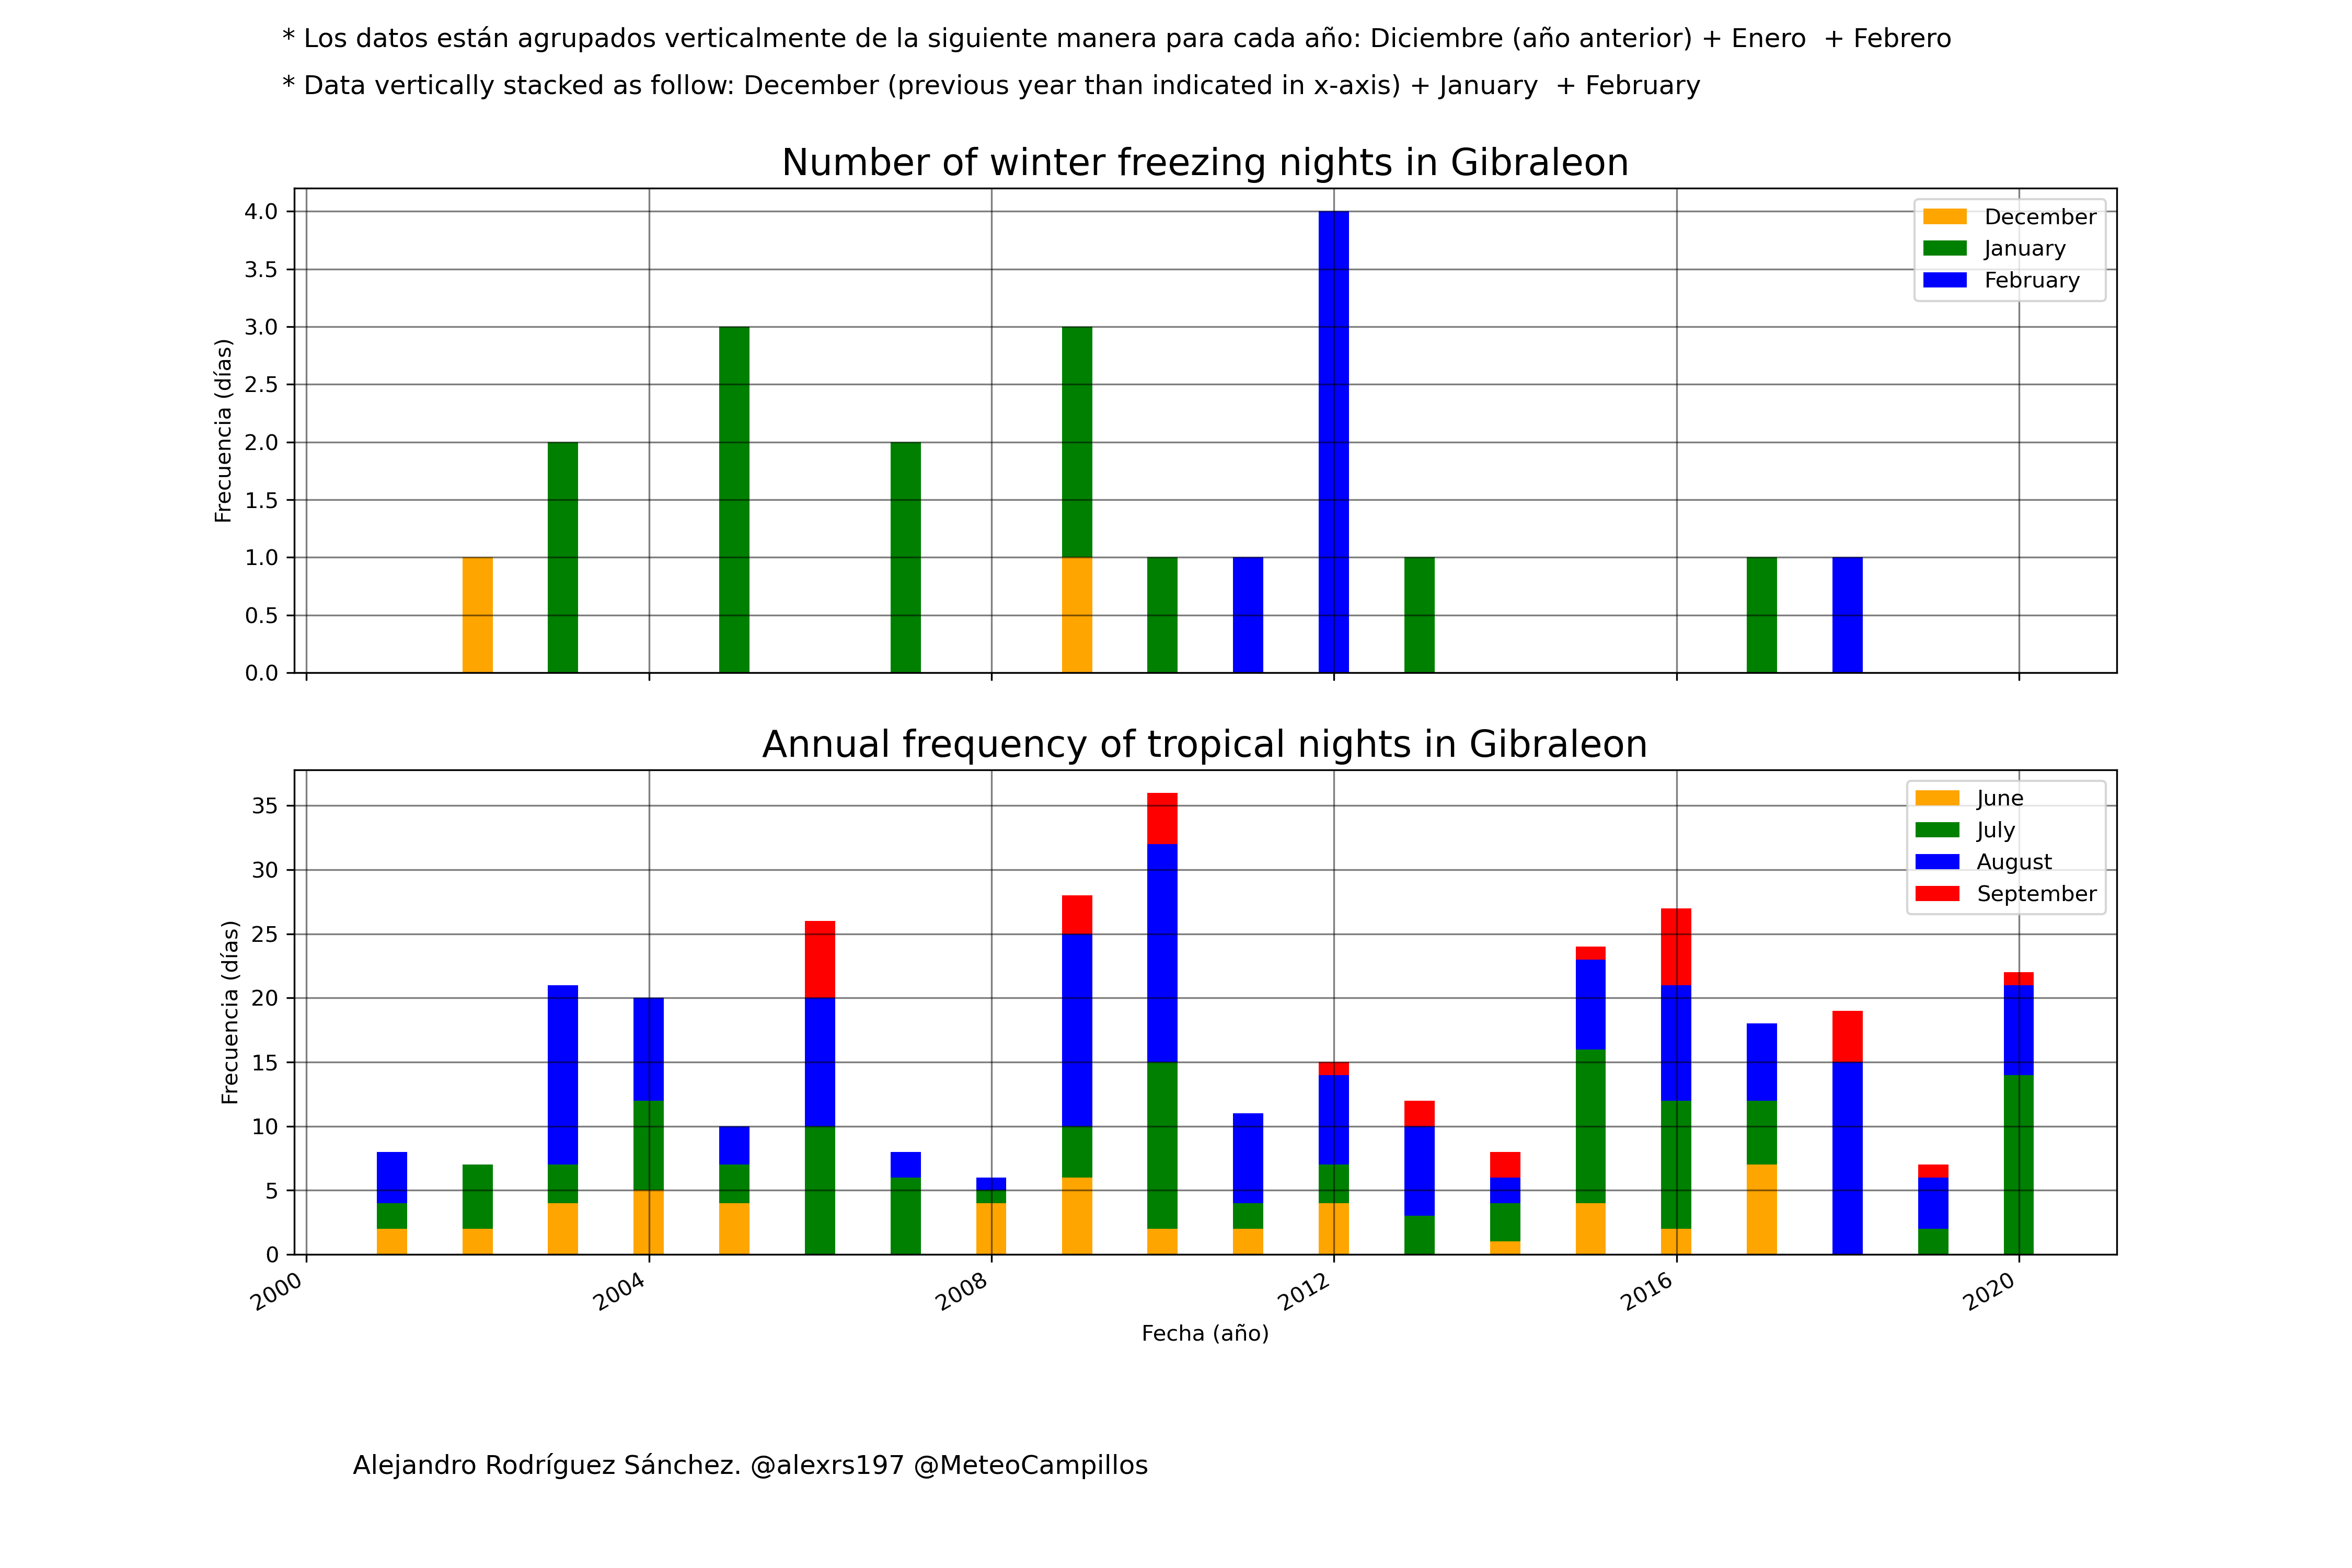 * Los datos están agrupados verticalmente de la siguiente manera para cada año: Diciembre (año anterior) + Enero  + Febrero
* Data vertically stacked as follow: December (previous year than indicated in x-axis) + January  + February
Number of winter freezing nights in Gibraleon
Frecuencia (días)
4.0
3.5
3.0
2.5
2.0
1.5
1.0
0.5
0.0
December
January
February
Annual frequency of tropical nights in Gibraleon
Frecuencia (días)
35
30
25
20
15
10
5
0
June
July
August
September
2000
2004
2008
2012
2016
2020
Fecha (año)
Alejandro Rodríguez Sánchez. @alexrs197 @MeteoCampillos